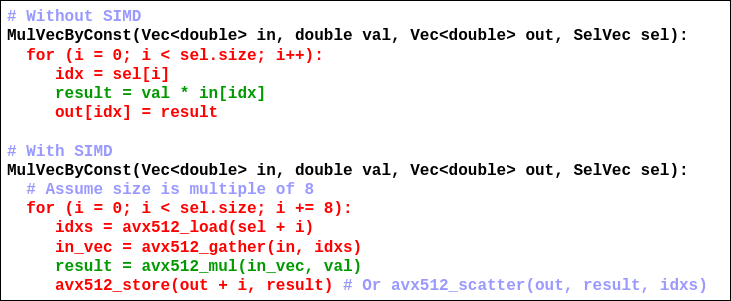 # Without SIMD
MulVecByConst(Vec<double> in, double val, Vec<double> out, SelVec sel):
  for (i = 0; i < sel.size; i++):
     idx = sel[i]
     result = val * in[idx]
     out[idx] = result

# With SIMD
MulVecByConst(Vec<double> in, double val, Vec<double> out, SelVec sel):
  # Assume size is multiple of 8
  for (i = 0; i < sel.size; i += 8):
     idxs = avx512_load(sel + i)
     in_vec = avx512_gather(in, idxs)
     result = avx512_mul(in_vec, val)
     avx512_store(out + i, result) # Or avx512_scatter(out, result, idxs)